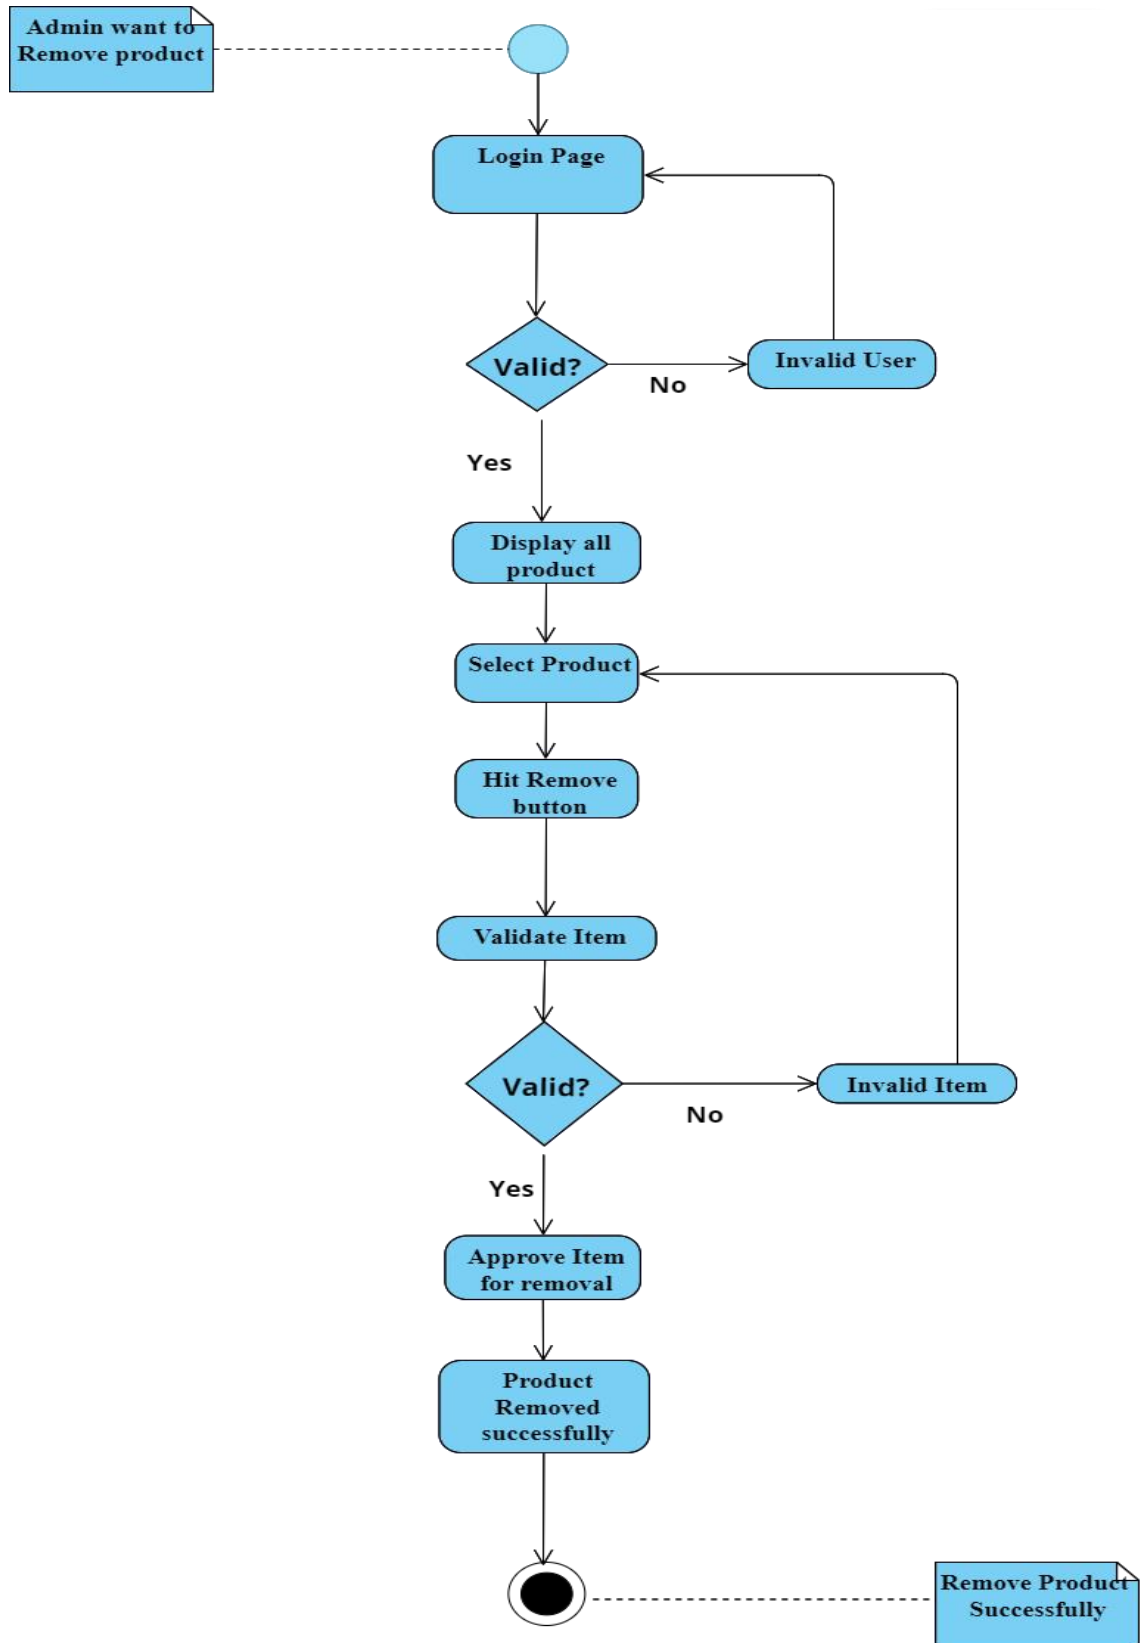 Admin want to
Remove product
Login Page
Valid?
No
Invalid User
Yes
Display all
product
Select Product
Hit Remove
button
Validate Item
Valid?
No
Invalid Item
Yes
Approve Item
for removal
Product
Removed
successfully
Remove Product
Successfully